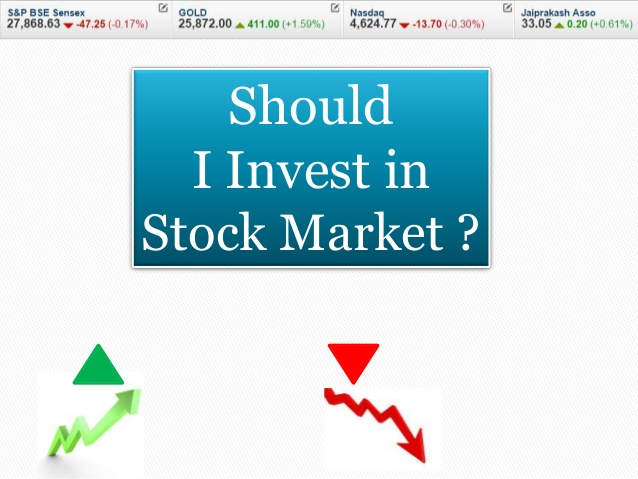 S&P BSE Sensex
27,868.63 ▼ -47.25 (-0.17%)
GOLD
25,872.00 ▲ 411.00 (+1.59%)
Nasdaq
4,624.77 ▼ -13.70 (-0.30%)
Jaiprakash Asso
33.05 ▲ 0.20 (+0.61%)
Should
I Invest in
Stock Market ?